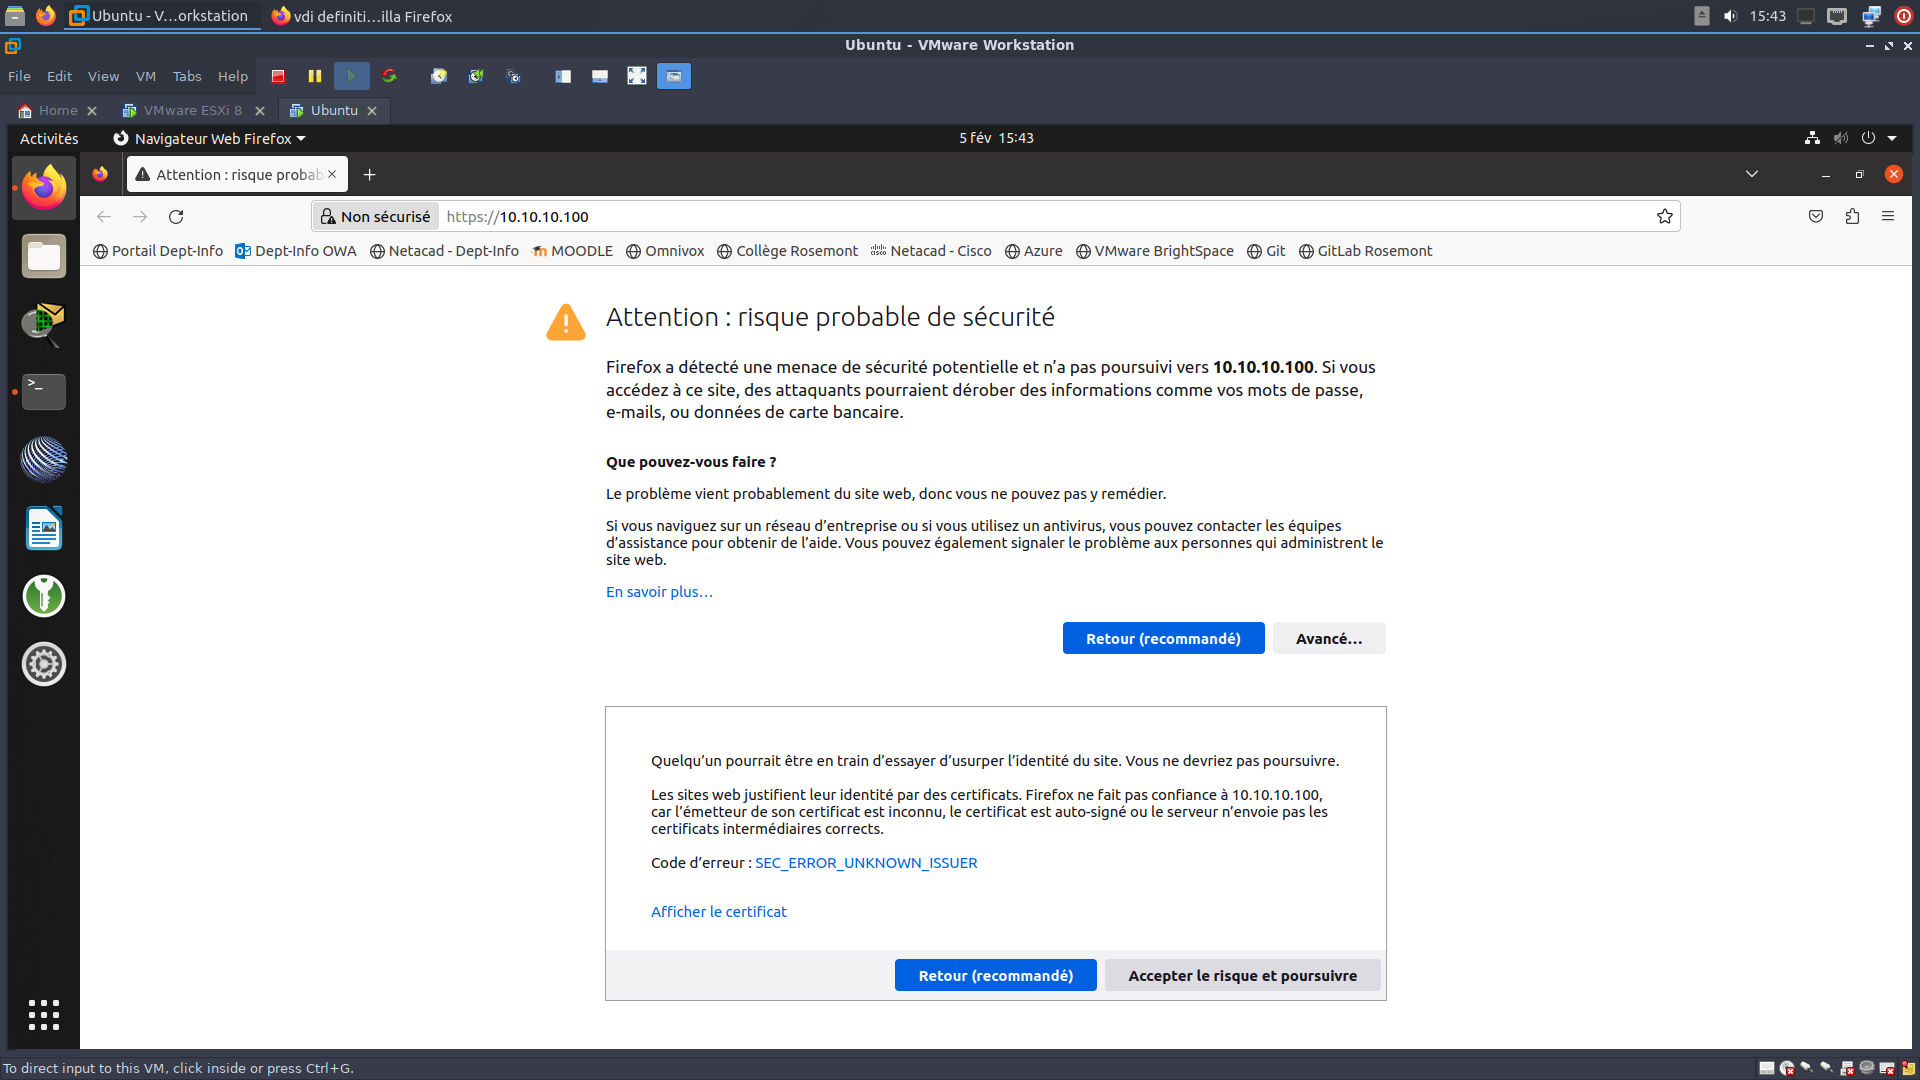 Ubuntu - V...orkstation
vdi definiti...illa Firefox
15:43
Ubuntu - VMware Workstation
File Edit View VM Tabs Help
Home VMware ESXi 8 Ubuntu
Activités Navigateur Web Firefox 5 fév 15:43
Attention : risque probab
Non sécurisé https://10.10.10.100
Portail Dept-Info Dept-Info OWA Netacad - Dept-Info MOODLE Omnivox Collège Rosemont Netacad - Cisco Azure VMware BrightSpace Git GitLab Rosemont
Attention : risque probable de sécurité
Firefox a détecté une menace de sécurité potentielle et n’a pas poursuivi vers 10.10.10.100. Si vous
accédez à ce site, des attaquants pourraient dérober des informations comme vos mots de passe,
e-mails, ou données de carte bancaire.
Que pouvez-vous faire ?
Le problème vient probablement du site web, donc vous ne pouvez pas y remédier.
Si vous naviguez sur un réseau d’entreprise ou si vous utilisez un antivirus, vous pouvez contacter les équipes
d’assistance pour obtenir de l’aide. Vous pouvez également signaler le problème aux personnes qui administrent le
site web.
En savoir plus…
Retour (recommandé) Avancé…
Quelqu’un pourrait être en train d’essayer d’usurper l’identité du site. Vous ne devriez pas poursuivre.
Les sites web justifient leur identité par des certificats. Firefox ne fait pas confiance à 10.10.10.100,
car l’émetteur de son certificat est inconnu, le certificat est auto-signé ou le serveur n’envoie pas les
certificats intermédiaires corrects.
Code d’erreur : SEC_ERROR_UNKNOWN_ISSUER
Afficher le certificat
Retour (recommandé) Accepter le risque et poursuivre
To direct input to this VM, click inside or press Ctrl+G.